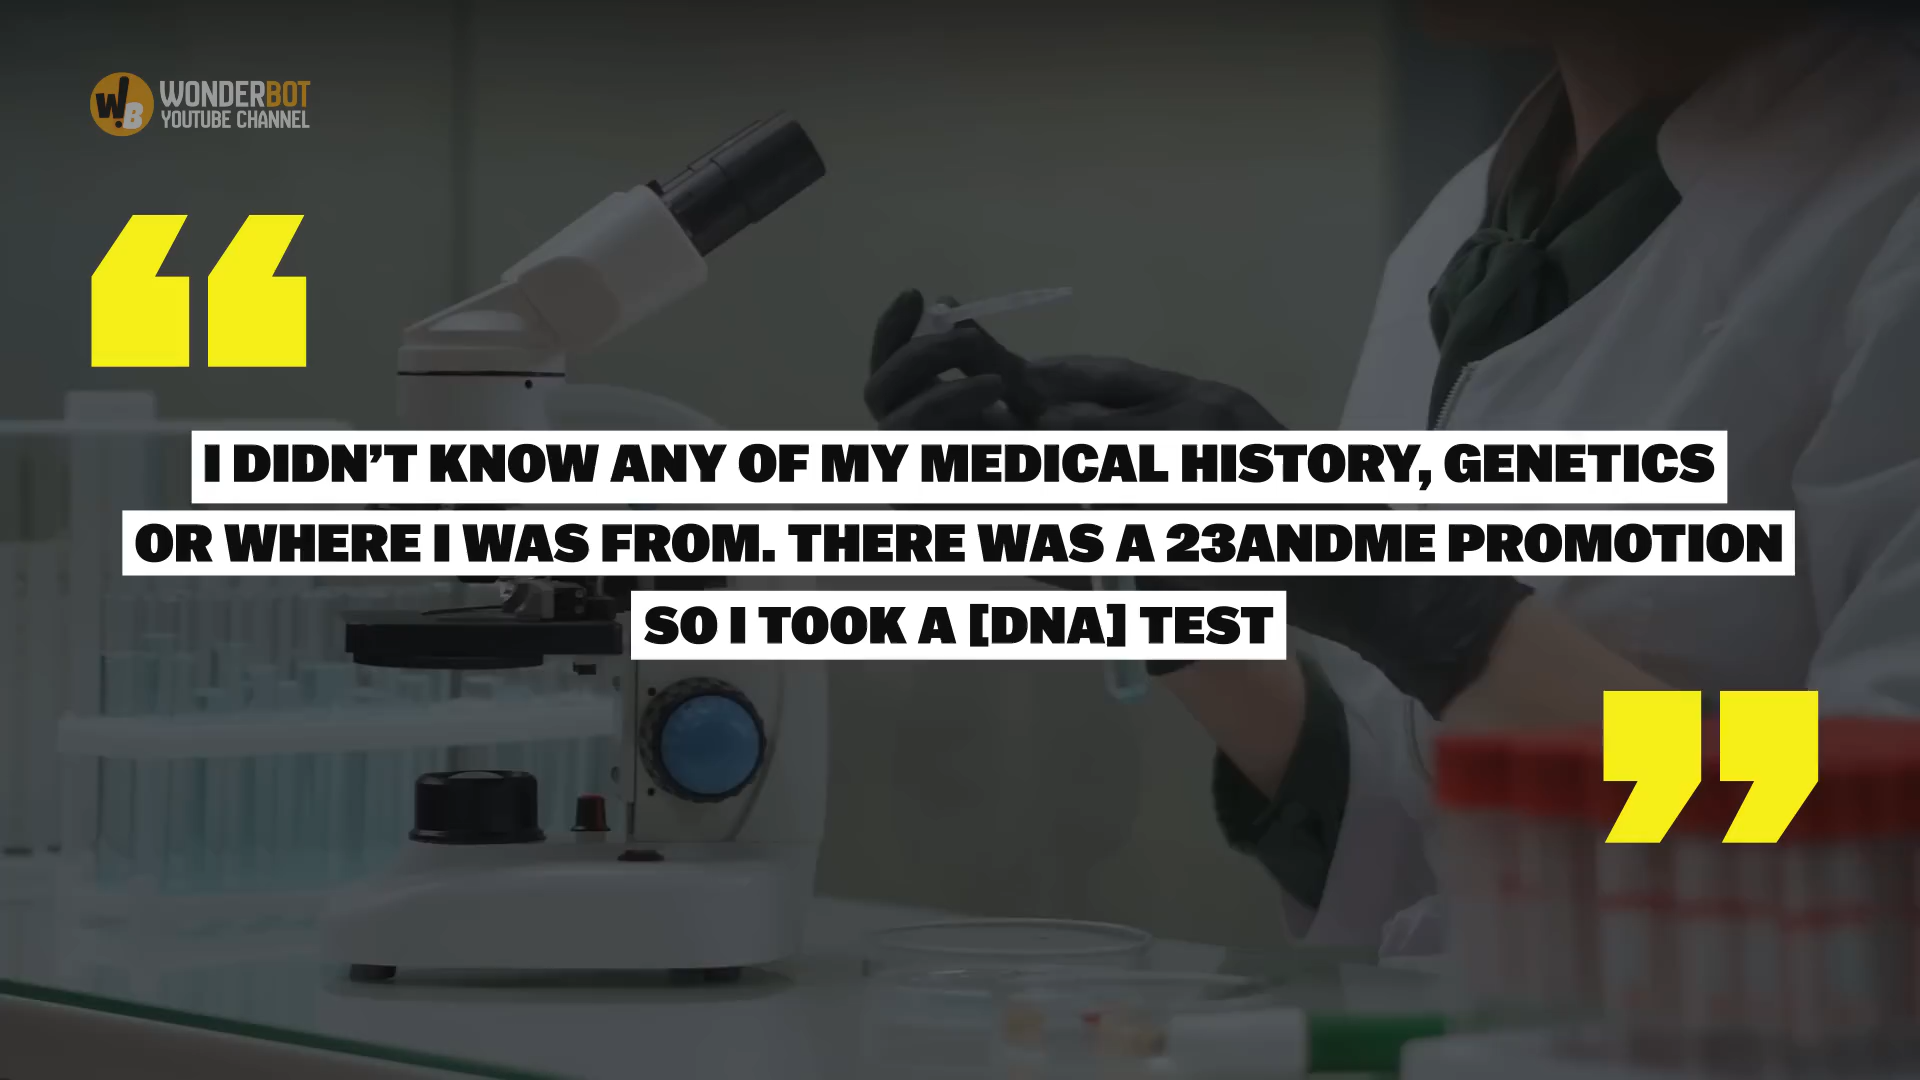 WONDERBOT
YOUTUBE CHANNEL
“
I DIDN’T KNOW ANY OF MY MEDICAL HISTORY, GENETICS
OR WHERE I WAS FROM. THERE WAS A 23ANDME PROMOTION
SO I TOOK A [DNA] TEST
”